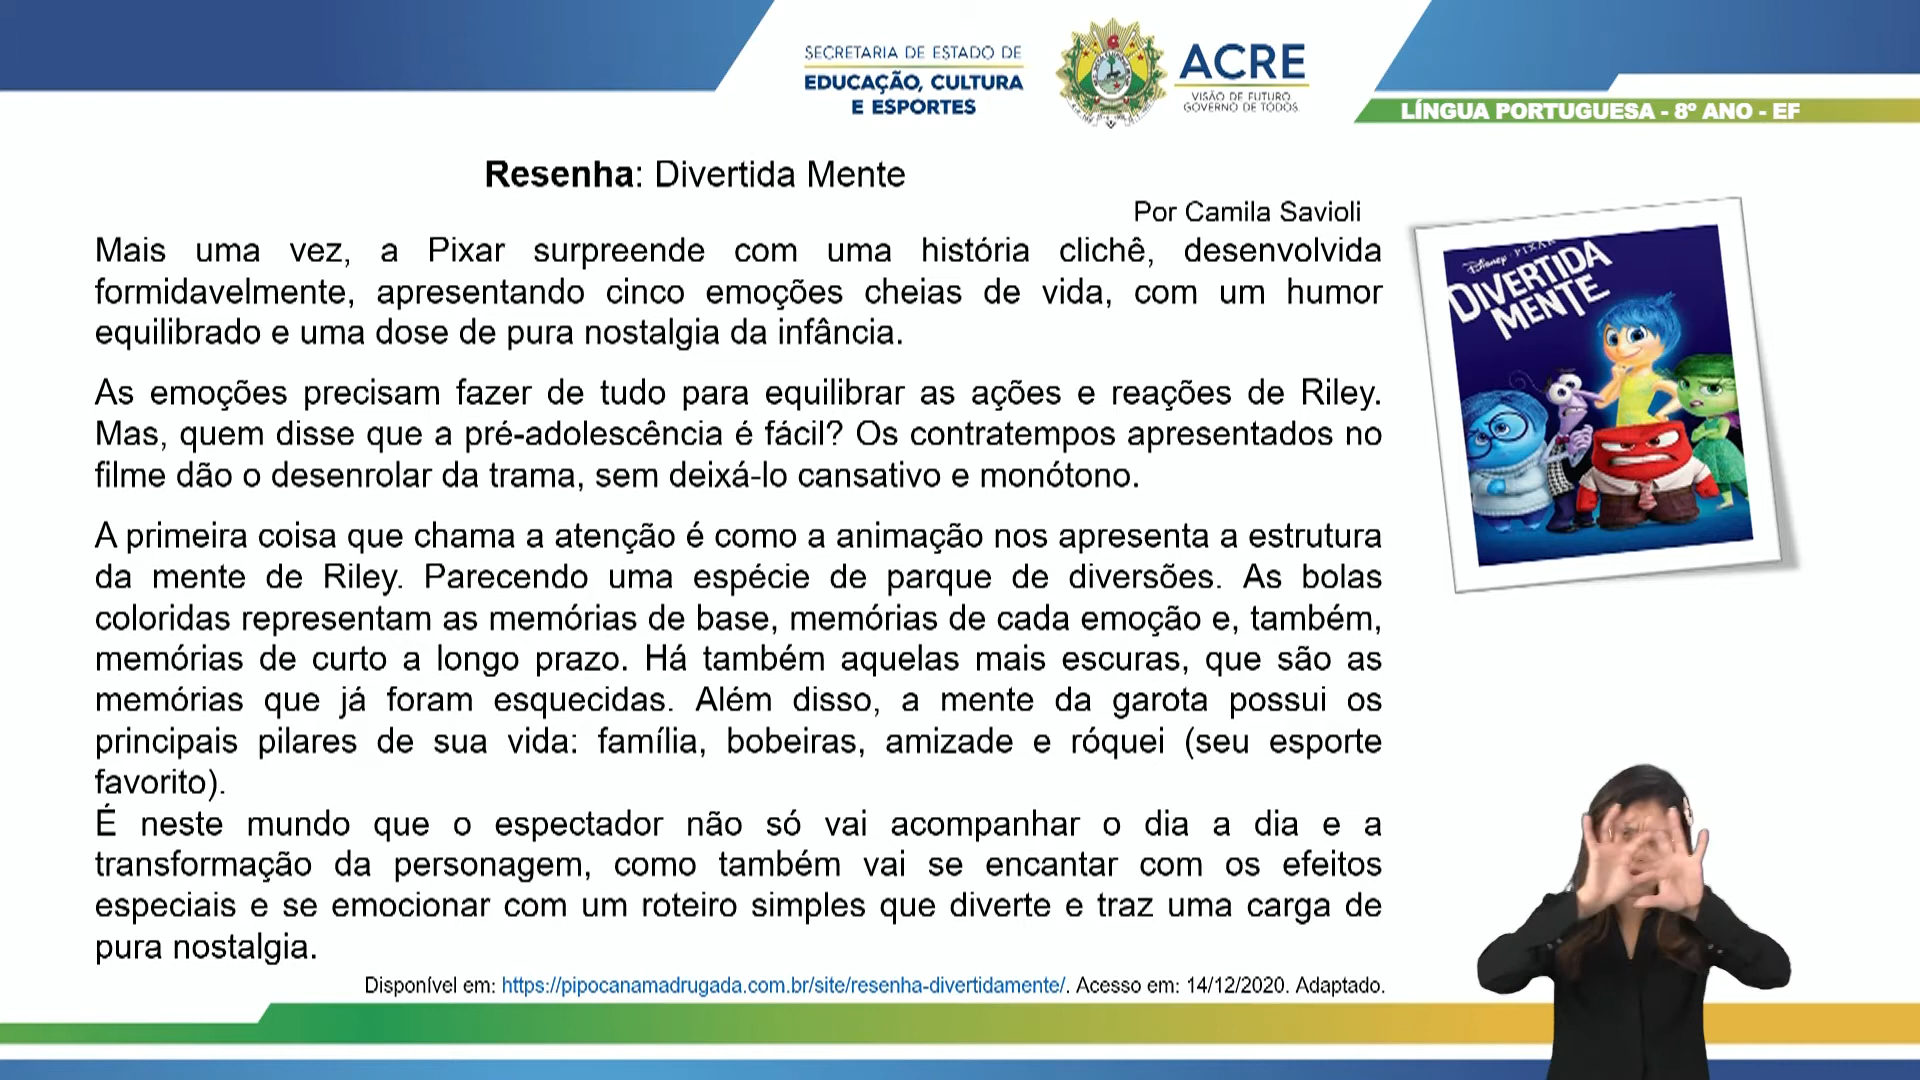 SECRETARIA DE ESTADO DE
EDUCAÇÃO, CULTURA
E ESPORTES
ACRE
VISÃO DE FUTURO
GOVERNO DE TODOS
LÍNGUA PORTUGUESA - 8º ANO - EF
Resenha: Divertida Mente
Por Camila Savioli
Mais uma vez, a Pixar surpreende com uma história clichê, desenvolvida
formidavelmente, apresentando cinco emoções cheias de vida, com um humor
equilibrado e uma dose de pura nostalgia da infância.
As emoções precisam fazer de tudo para equilibrar as ações e reações de Riley.
Mas, quem disse que a pré-adolescência é fácil? Os contratempos apresentados no
filme dão o desenrolar da trama, sem deixá-lo cansativo e monótono.
A primeira coisa que chama a atenção é como a animação nos apresenta a estrutura
da mente de Riley. Parecendo uma espécie de parque de diversões. As bolas
coloridas representam as memórias de base, memórias de cada emoção e, também,
memórias de curto a longo prazo. Há também aquelas mais escuras, que são as
memórias que já foram esquecidas. Além disso, a mente da garota possui os
principais pilares de sua vida: família, bobeiras, amizade e róquei (seu esporte
favorito).
É neste mundo que o espectador não só vai acompanhar o dia a dia e a
transformação da personagem, como também vai se encantar com os efeitos
especiais e se emocionar com um roteiro simples que diverte e traz uma carga de
pura nostalgia.
Disponível em: https://pipocanamadrugada.com.br/site/resenha-divertidamente/. Acesso em: 14/12/2020. Adaptado.
Disney PIXAR
DIVERTIDA
MENTE